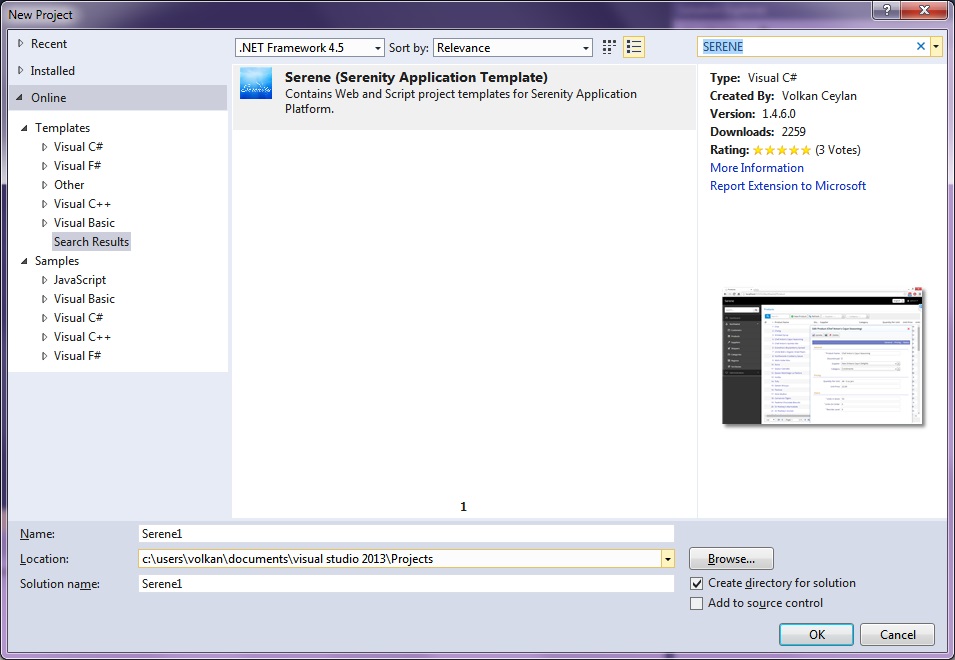 New Project
Recent
Installed
Online
Templates
Visual C#
Visual F#
Other
Visual C++
Visual Basic
Search Results
Samples
JavaScript
Visual Basic
Visual C#
Visual C++
Visual F#
.NET Framework 4.5
Sort by: Relevance
SERENE
Serenity
Serene (Serenity Application Template)
Contains Web and Script project templates for Serenity Application
Platform.
1
Type: Visual C#
Created By: Volkan Ceylan
Version: 1.4.6.0
Downloads: 2259
Rating: (3 Votes)
More Information
Report Extension to Microsoft
Name: Serene1
Location: c:\users\volkan\documents\visual studio 2013\Projects
Browse...
Solution name: Serene1
Create directory for solution
Add to source control
OK
Cancel